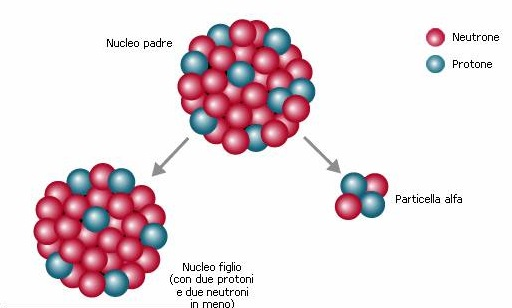 Nucleo padre
Neutrone
Protone
Particella alfa
Nucleo figlio
(con due protoni
e due neutroni
in meno)